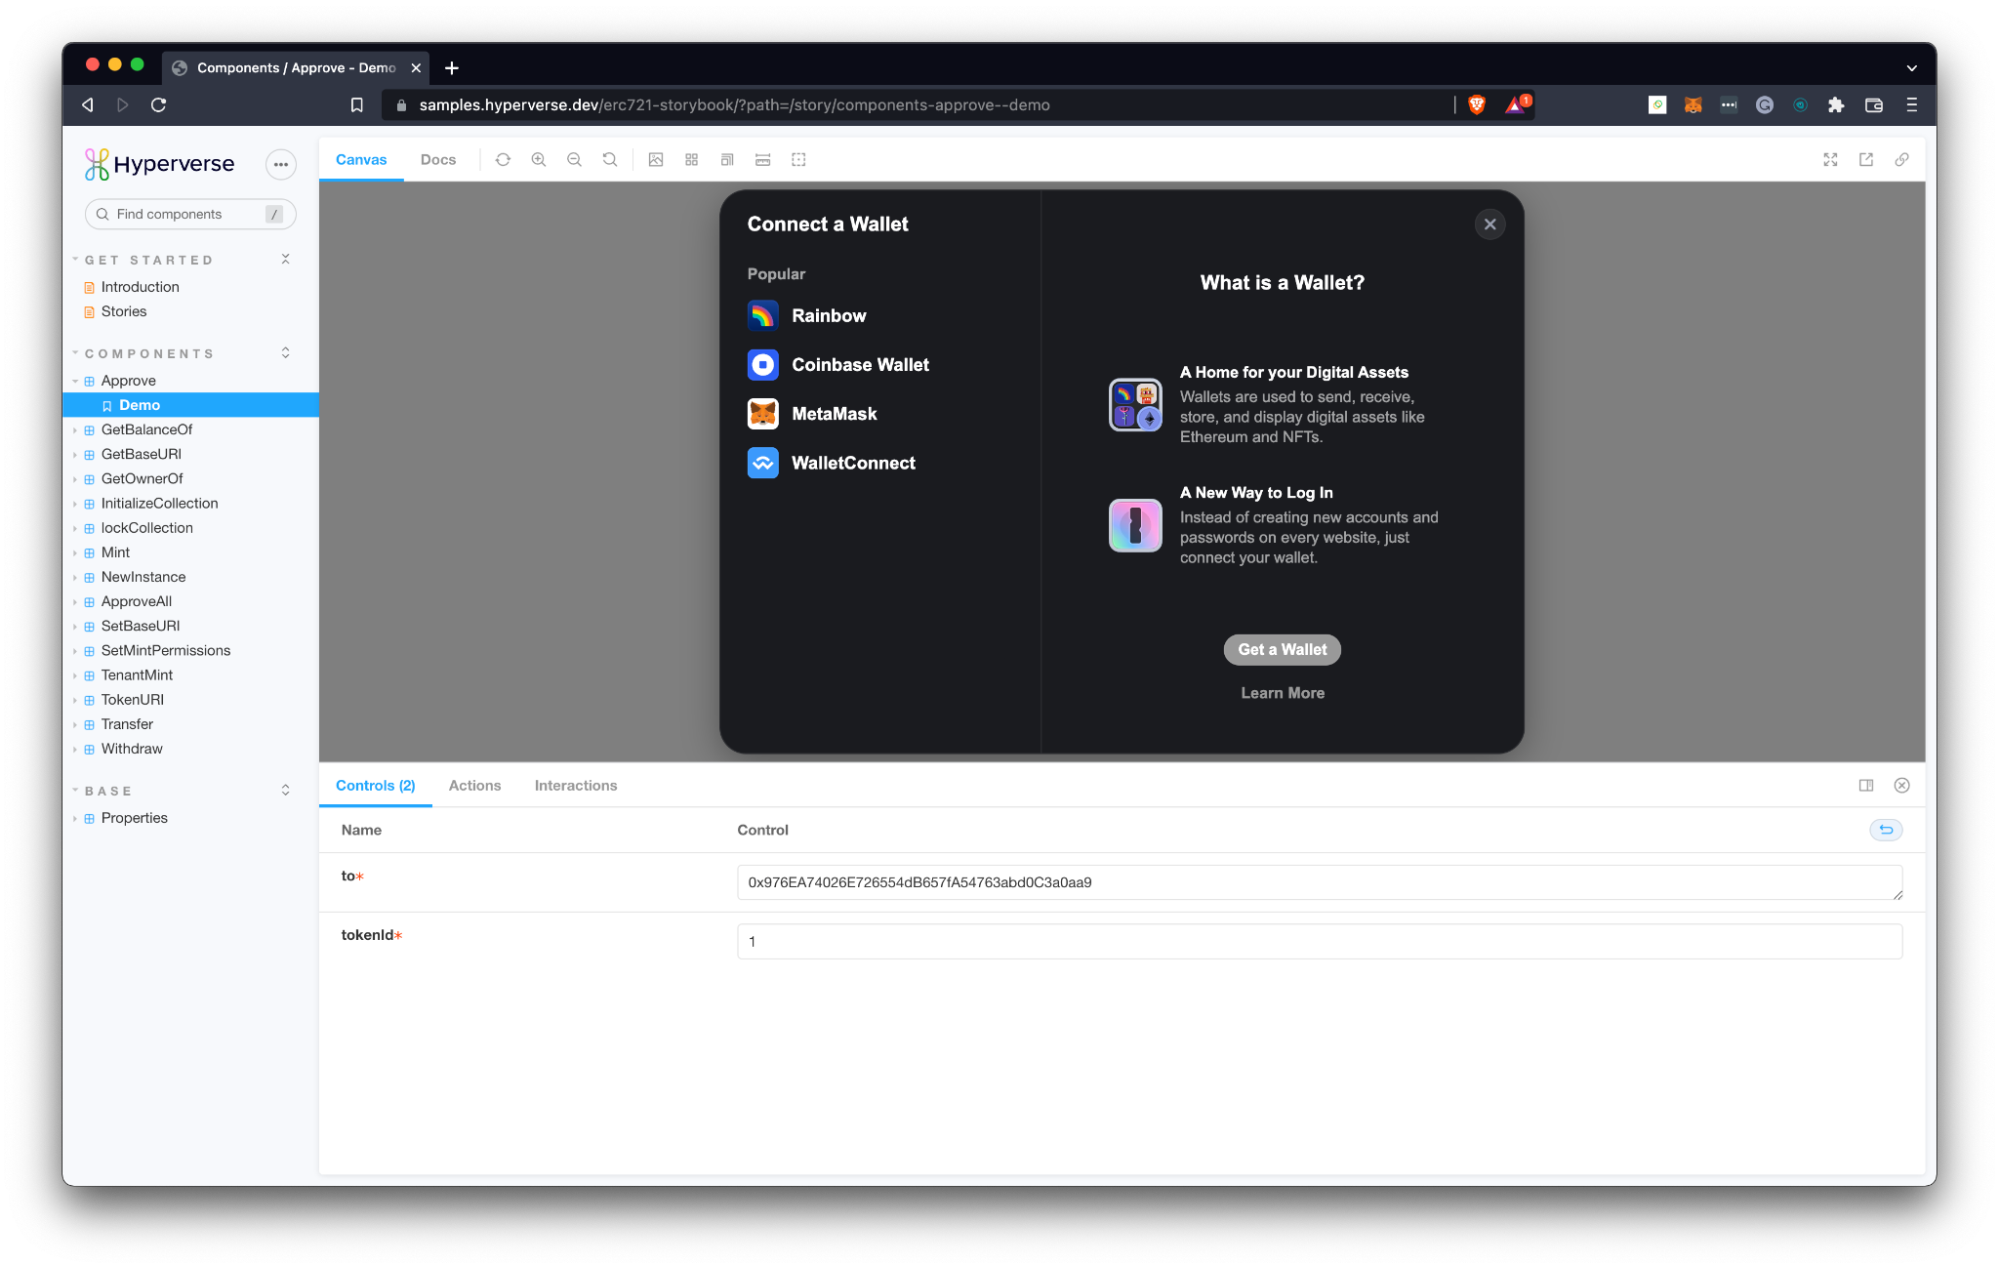 Components / Approve - Demo
samples.hyperverse.dev/erc721-storybook/?path=/story/components-approve--demo
1
Hyperverse
Find components
/
GET STARTED
Introduction
Stories
COMPONENTS
Approve
Demo
GetBalanceOf
GetBaseURI
GetOwnerOf
InitializeCollection
lockCollection
Mint
NewInstance
ApproveAll
SetBaseURI
SetMintPermissions
TenantMint
TokenURI
Transfer
Withdraw
BASE
Properties
Canvas
Docs
Connect a Wallet
Popular
Rainbow
Coinbase Wallet
MetaMask
WalletConnect
What is a Wallet?
A Home for your Digital Assets
Wallets are used to send, receive,
store, and display digital assets like
Ethereum and NFTs.
A New Way to Log In
Instead of creating new accounts and
passwords on every website, just
connect your wallet.
Get a Wallet
Learn More
Controls (2)
Actions
Interactions
Name
Control
to*
0x976EA74026E726554dB657fA54763abd0C3a0aa9
tokenId*
1